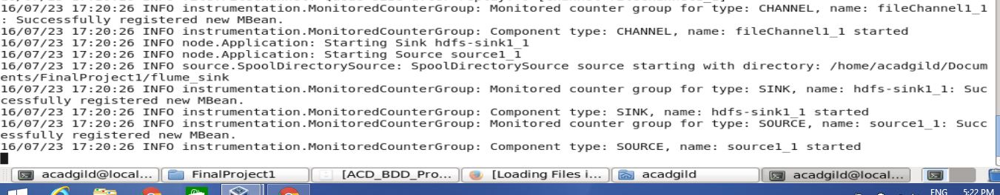 16/07/23 17:20:26 INFO instrumentation.MonitoredCounterGroup: Monitored counter group for type: CHANNEL, name: fileChannel1_1
: Successfully registered new MBean.
16/07/23 17:20:26 INFO instrumentation.MonitoredCounterGroup: Component type: CHANNEL, name: fileChannel1_1 started
16/07/23 17:20:26 INFO node.Application: Starting Sink hdfs-sink1_1
16/07/23 17:20:26 INFO node.Application: Starting Source source1_1
16/07/23 17:20:26 INFO source.SpoolDirectorySource: SpoolDirectorySource source starting with directory: /home/acadgild/Docum
ents/FinalProject1/flume_sink
16/07/23 17:20:26 INFO instrumentation.MonitoredCounterGroup: Monitored counter group for type: SINK, name: hdfs-sink1_1: Suc
cessfully registered new MBean.
16/07/23 17:20:26 INFO instrumentation.MonitoredCounterGroup: Component type: SINK, name: hdfs-sink1_1 started
16/07/23 17:20:26 INFO instrumentation.MonitoredCounterGroup: Monitored counter group for type: SOURCE, name: source1_1: Succ
essfully registered new MBean.
16/07/23 17:20:26 INFO instrumentation.MonitoredCounterGroup: Component type: SOURCE, name: source1_1 started
acadgild@local... FinalProject1 [ACD_BDD_Pro... [Loading Files i... acadgild acadgild@local...
ENG 5:22 PM